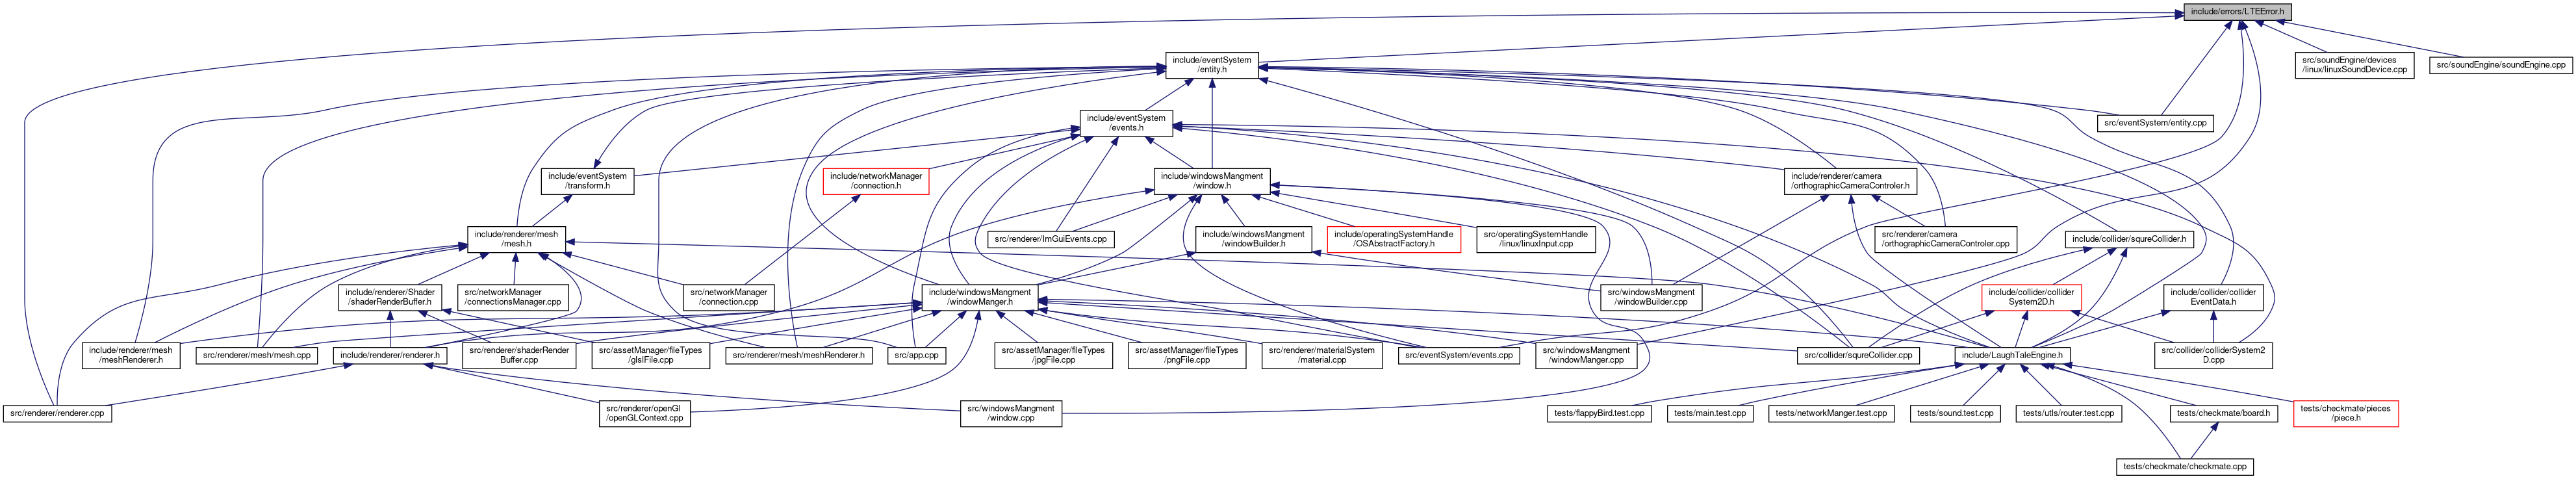 include/errors/LTEError.h
include/eventSystem
/entity.h
src/soundEngine/devices
/linux/linuxSoundDevice.cpp
src/soundEngine/soundEngine.cpp
include/eventSystem
/events.h
src/eventSystem/entity.cpp
include/eventSystem
/transform.h
include/networkManager
/connection.h
include/windowsMangment
/window.h
include/renderer/camera
/orthographicCameraControler.h
include/renderer/mesh
/mesh.h
src/renderer/ImGuiEvents.cpp
include/windowsMangment
/windowBuilder.h
include/operatingSystemHandle
/OSAbstractFactory.h
src/operatingSystemHandle
/linux/linuxInput.cpp
src/renderer/camera
/orthographicCameraControler.cpp
include/collider/squreCollider.h
include/renderer/Shader
/shaderRenderBuffer.h
src/networkManager
/connectionsManager.cpp
src/networkManager
/connection.cpp
include/windowsMangment
/windowManger.h
src/windowsMangment
/windowBuilder.cpp
include/collider/collider
System2D.h
include/collider/collider
EventData.h
include/renderer/mesh
/meshRenderer.h
src/renderer/mesh/mesh.cpp
include/renderer/renderer.h
src/renderer/shaderRender
Buffer.cpp
src/assetManager/fileTypes
/glslFile.cpp
src/renderer/mesh/meshRenderer.h
src/app.cpp
src/assetManager/fileTypes
/jpgFile.cpp
src/assetManager/fileTypes
/pngFile.cpp
src/renderer/materialSystem
/material.cpp
src/eventSystem/events.cpp
src/windowsMangment
/windowManger.cpp
src/collider/squreCollider.cpp
include/LaughTaleEngine.h
src/collider/colliderSystem2
D.cpp
src/renderer/renderer.cpp
src/renderer/openGl
/openGLContext.cpp
src/windowsMangment
/window.cpp
tests/flappyBird.test.cpp
tests/main.test.cpp
tests/networkManger.test.cpp
tests/sound.test.cpp
tests/utls/router.test.cpp
tests/checkmate/board.h
tests/checkmate/pieces
/piece.h
tests/checkmate/checkmate.cpp